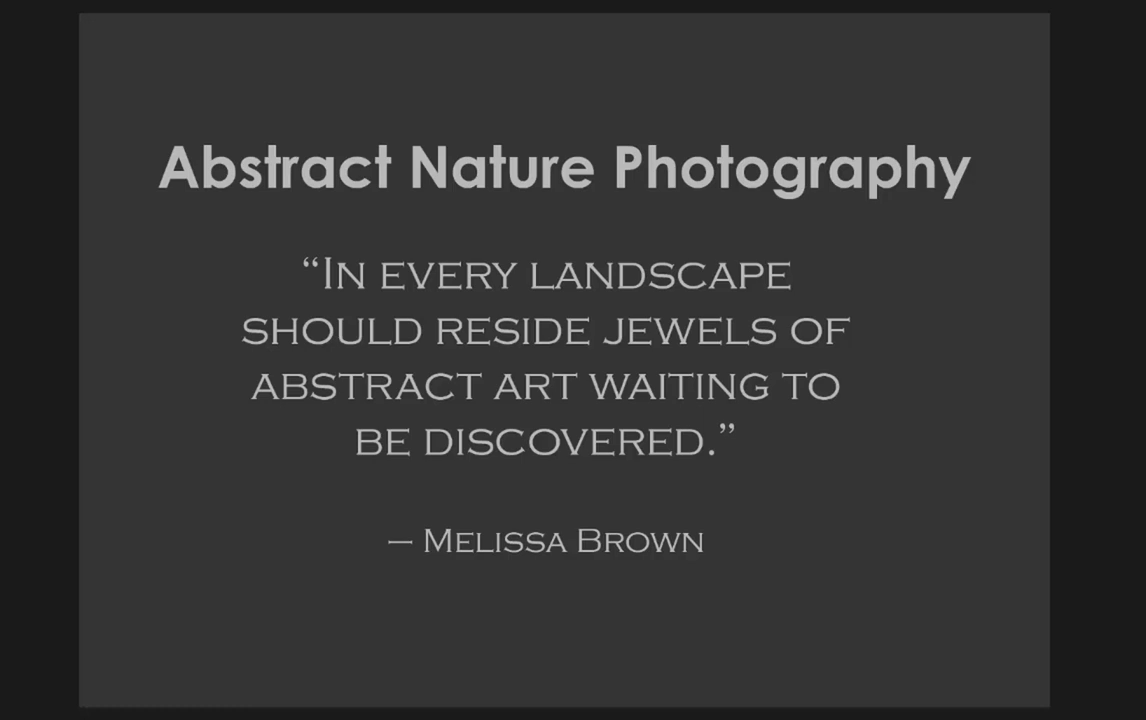 Abstract Nature Photography
“In every landscape
should reside jewels of
abstract art waiting to
be discovered.”
– Melissa Brown